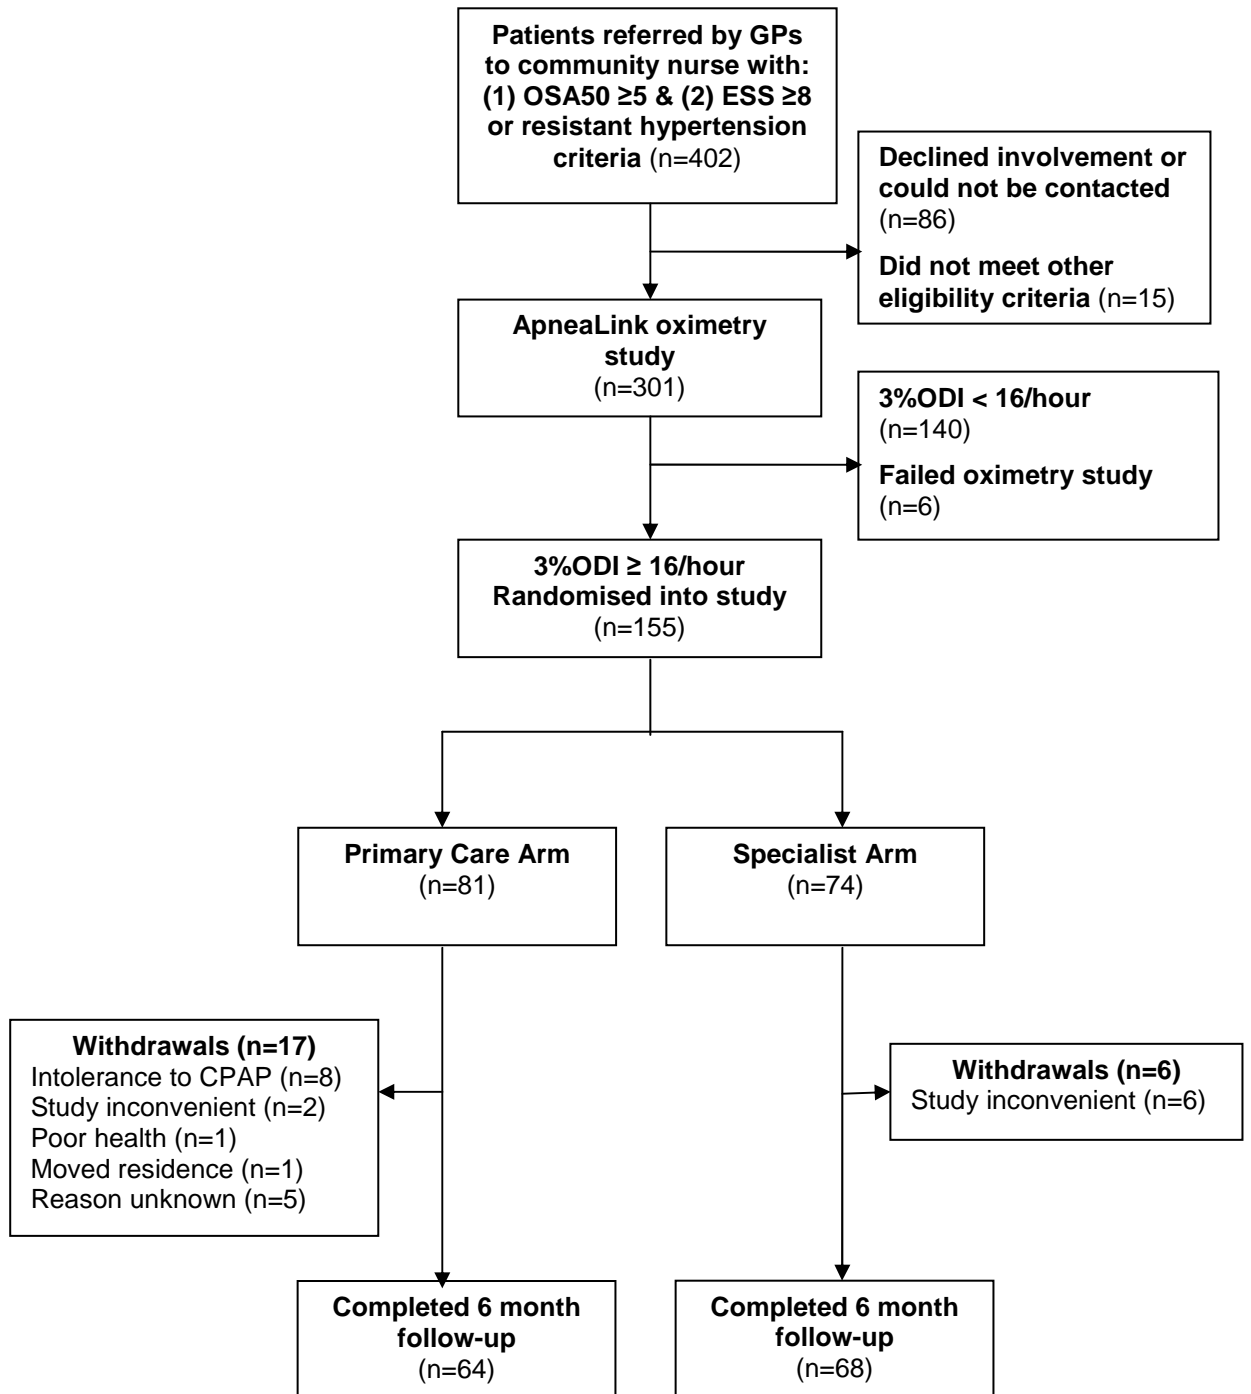 Patients referred by GPs
to community nurse with:
(1) OSA50 ≥5 & (2) ESS ≥8
or resistant hypertension
criteria (n=402)
Declined involvement or
could not be contacted
(n=86)
Did not meet other
eligibility criteria (n=15)
ApneaLink oximetry
study
(n=301)
3%ODI < 16/hour
(n=140)
Failed oximetry study
(n=6)
3%ODI ≥ 16/hour
Randomised into study
(n=155)
Primary Care Arm
(n=81)
Specialist Arm
(n=74)
Withdrawals (n=17)
Intolerance to CPAP (n=8)
Study inconvenient (n=2)
Poor health (n=1)
Moved residence (n=1)
Reason unknown (n=5)
Withdrawals (n=6)
Study inconvenient (n=6)
Completed 6 month
follow-up
(n=64)
Completed 6 month
follow-up
(n=68)